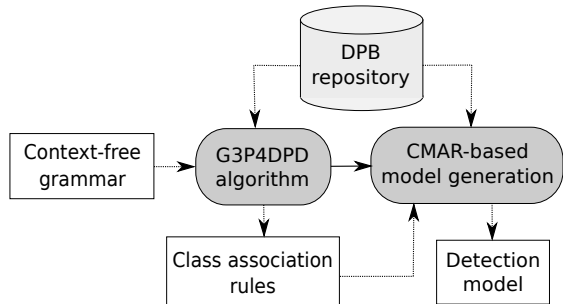 DPB
repository
Context-free
grammar
G3P4DPD
algorithm
CMAR-based
model generation
Class association
rules
Detection
model